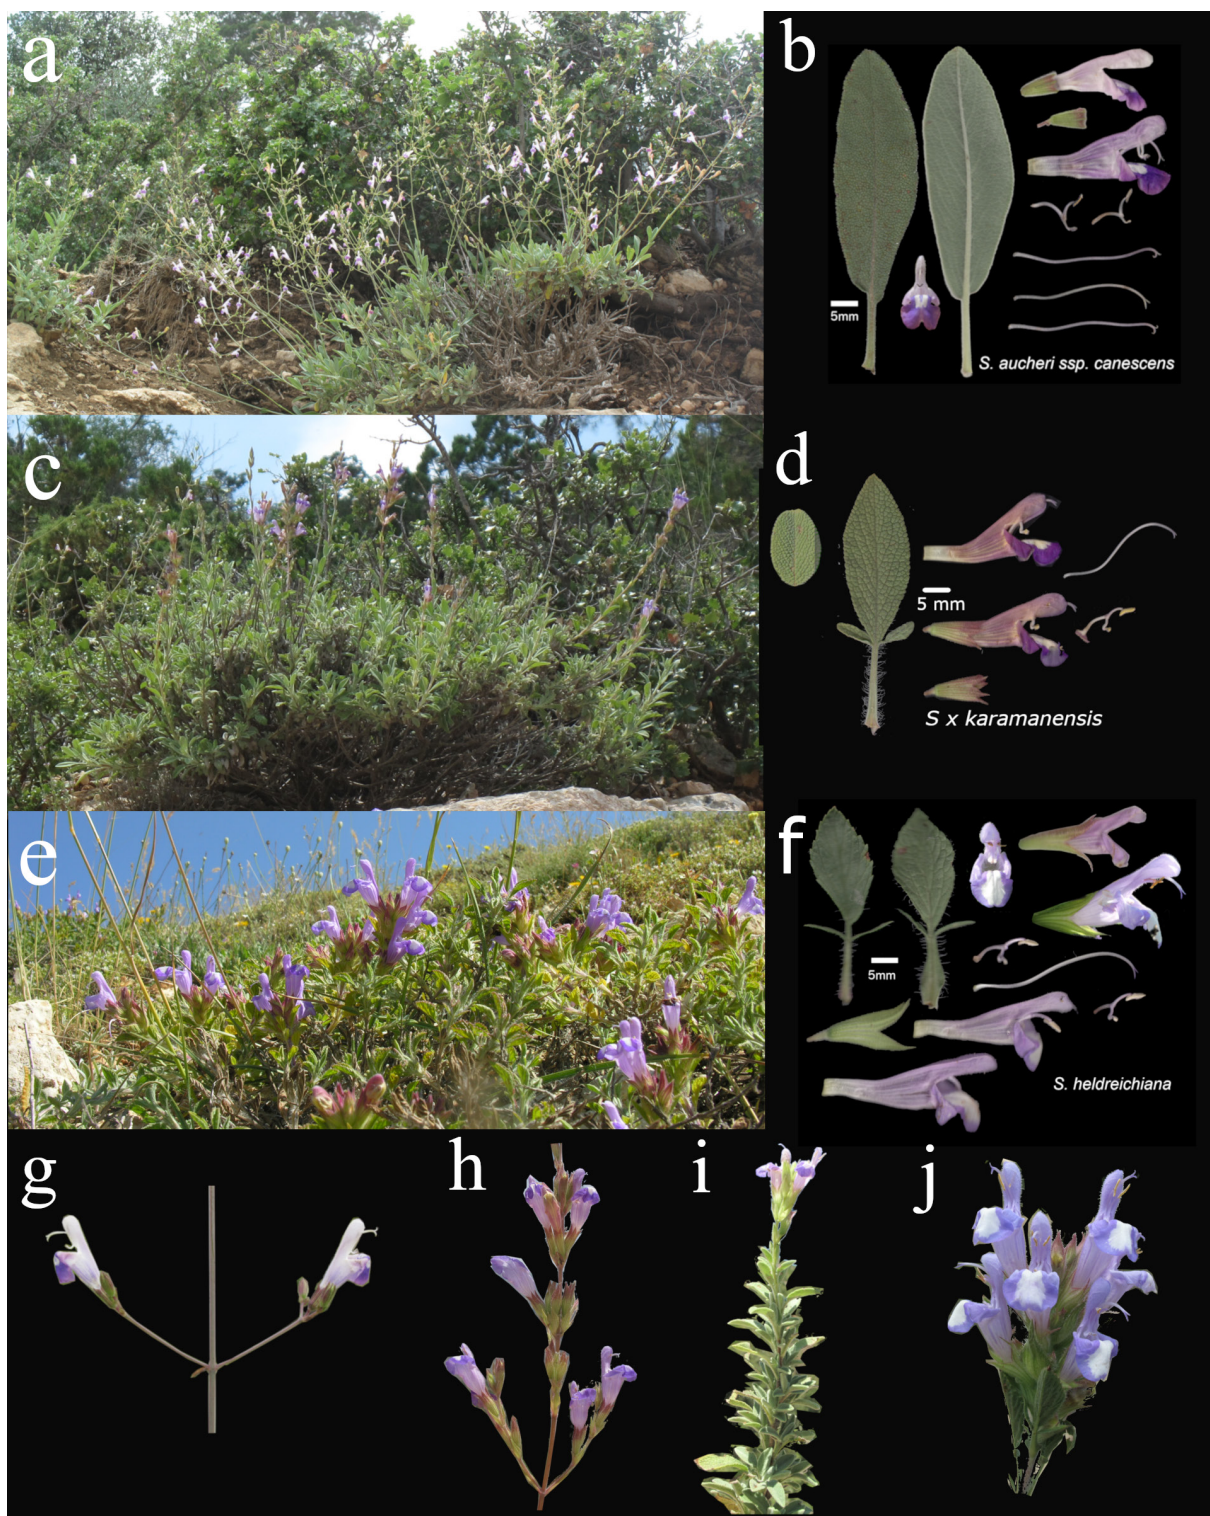 a
b
5mm
S. aucheri ssp. canescens
c
d
5 mm
S x karamanensis
e
f
5mm
S. heldreichiana
g
h
i
j